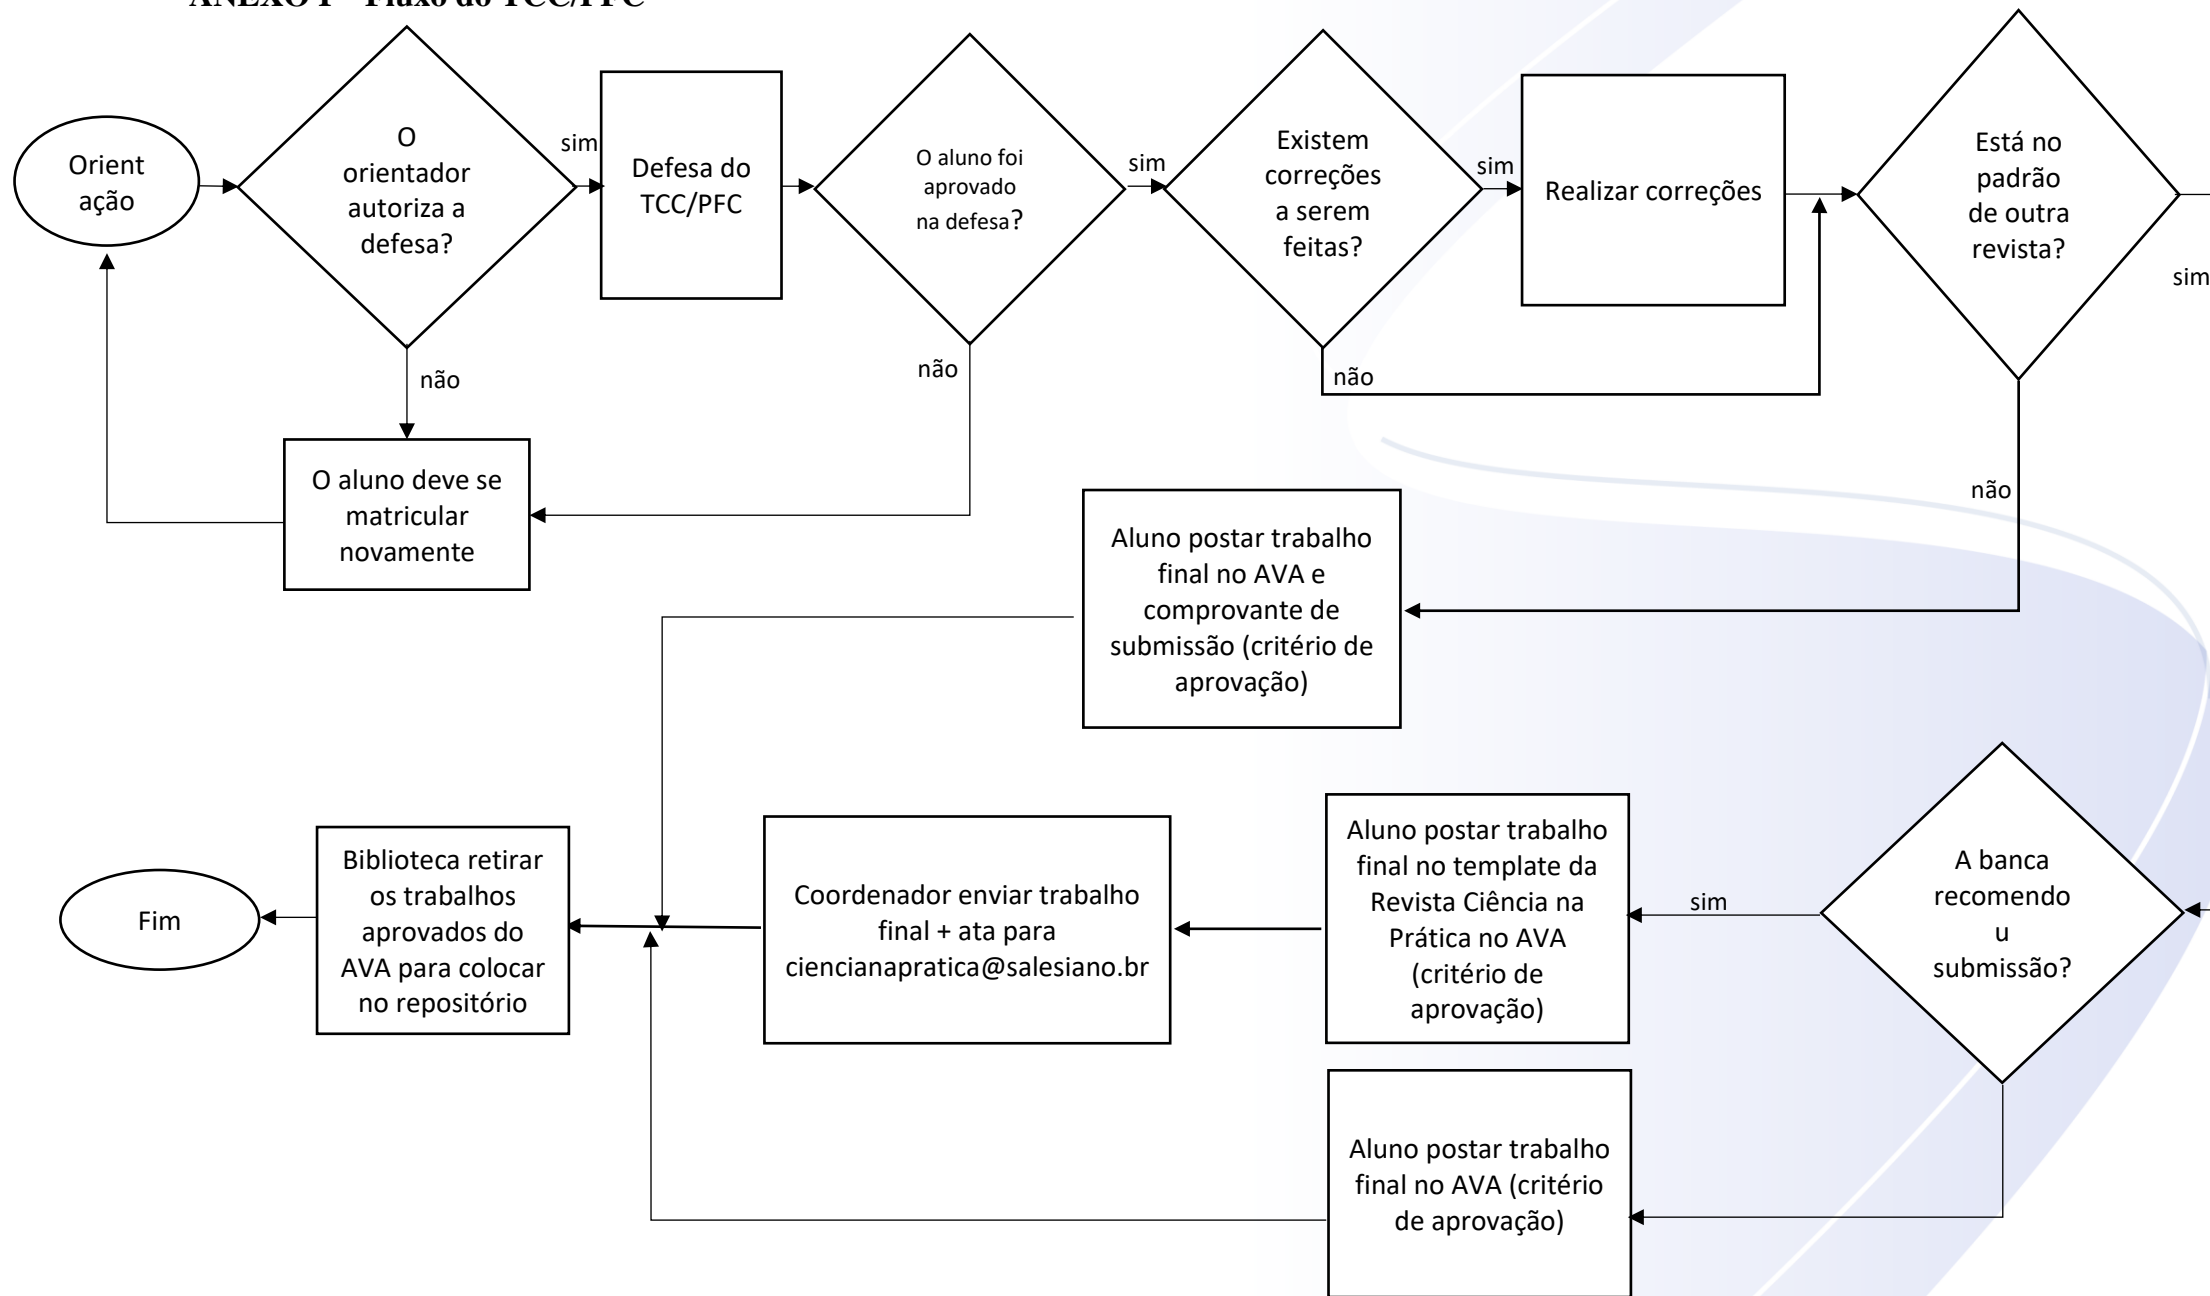 ANEXO I - Fluxo do TCC/PFC
Orient
ação
O
orientador
autoriza a
defesa?
sim
Defesa do
TCC/PFC
O aluno foi
aprovado
na defesa?
sim
Existem
correções
a serem
feitas?
sim
Realizar correções
Está no
padrão
de outra
revista?
sim
não
não
não
não
O aluno deve se
matricular
novamente
Aluno postar trabalho
final no AVA e
comprovante de
submissão (critério de
aprovação)
Fim
Biblioteca retirar
os trabalhos
aprovados do
AVA para colocar
no repositório
Coordenador enviar trabalho
final + ata para
ciencianapratica@salesiano.br
Aluno postar trabalho
final no template da
Revista Ciência na
Prática no AVA
(critério de
aprovação)
sim
A banca
recomendo
u
submissão?
Aluno postar trabalho
final no AVA (critério
de aprovação)